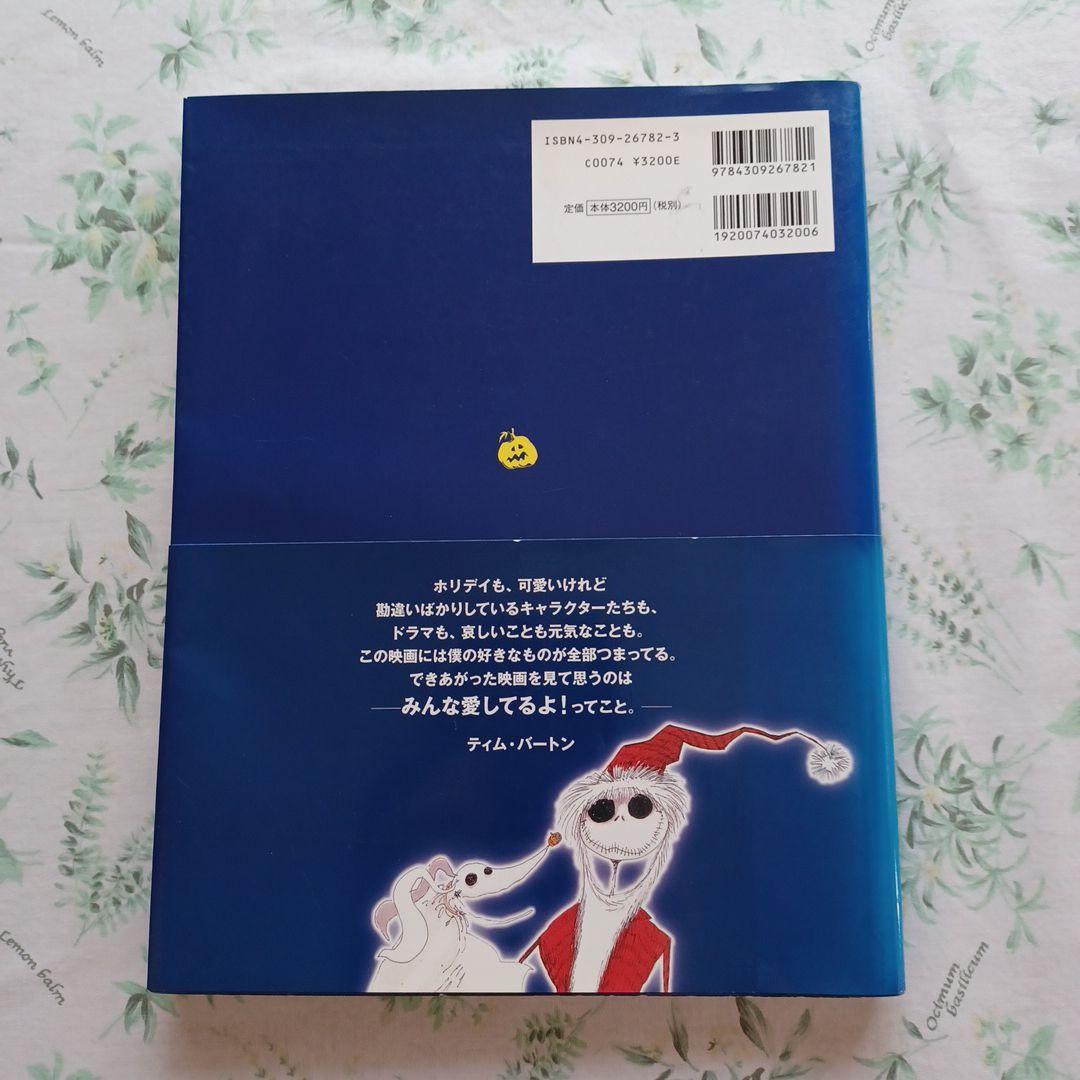 Lemon balm
Ocimum
basilicum
ISBN4-309-26782-3
C0074 ¥3200E
定価 本体3200円(税別)
9784309267821
1920074032006
ホリデイも、可愛いけれど
勘違いばかりしているキャラクターたちも、
ドラマも、哀しいことも元気なことも。
この映画には僕の好きなものが全部つまってる。
できあがった映画を見て思うのは
―みんな愛してるよ!ってこと。―
ティム・バートン
Lemon balm
Ocimum
basilicum